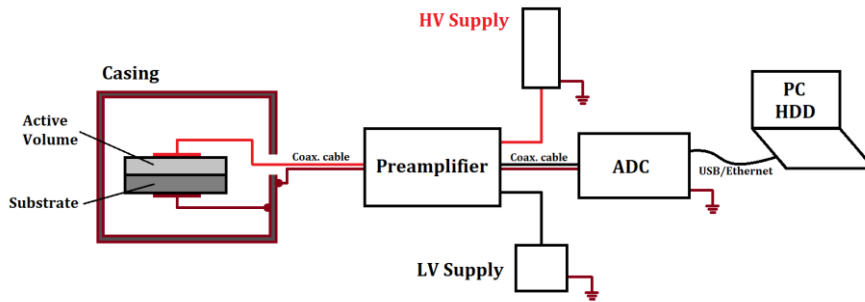 HV Supply
Casing
Active
Volume
Substrate
Coax. cable
Preamplifier
Coax. cable
ADC
USB/Ethernet
PC
HDD
LV Supply